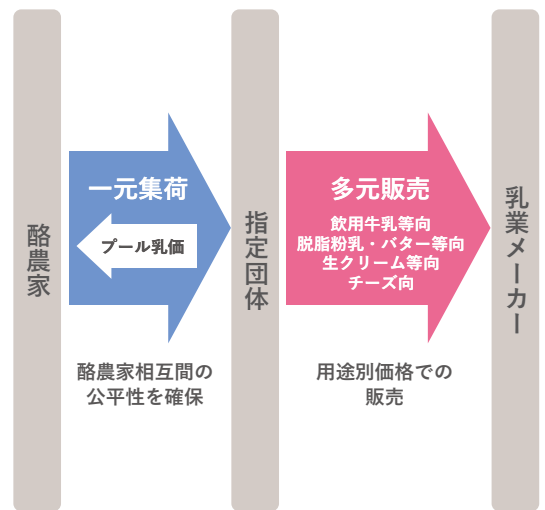 酪農家
一元集荷
プール乳価
酪農家相互間の
公平性を確保
指定団体
多元販売
飲用牛乳等向
脱脂粉乳・バター等向
生クリーム等向
チーズ向
用途別価格での
販売
乳業メーカー